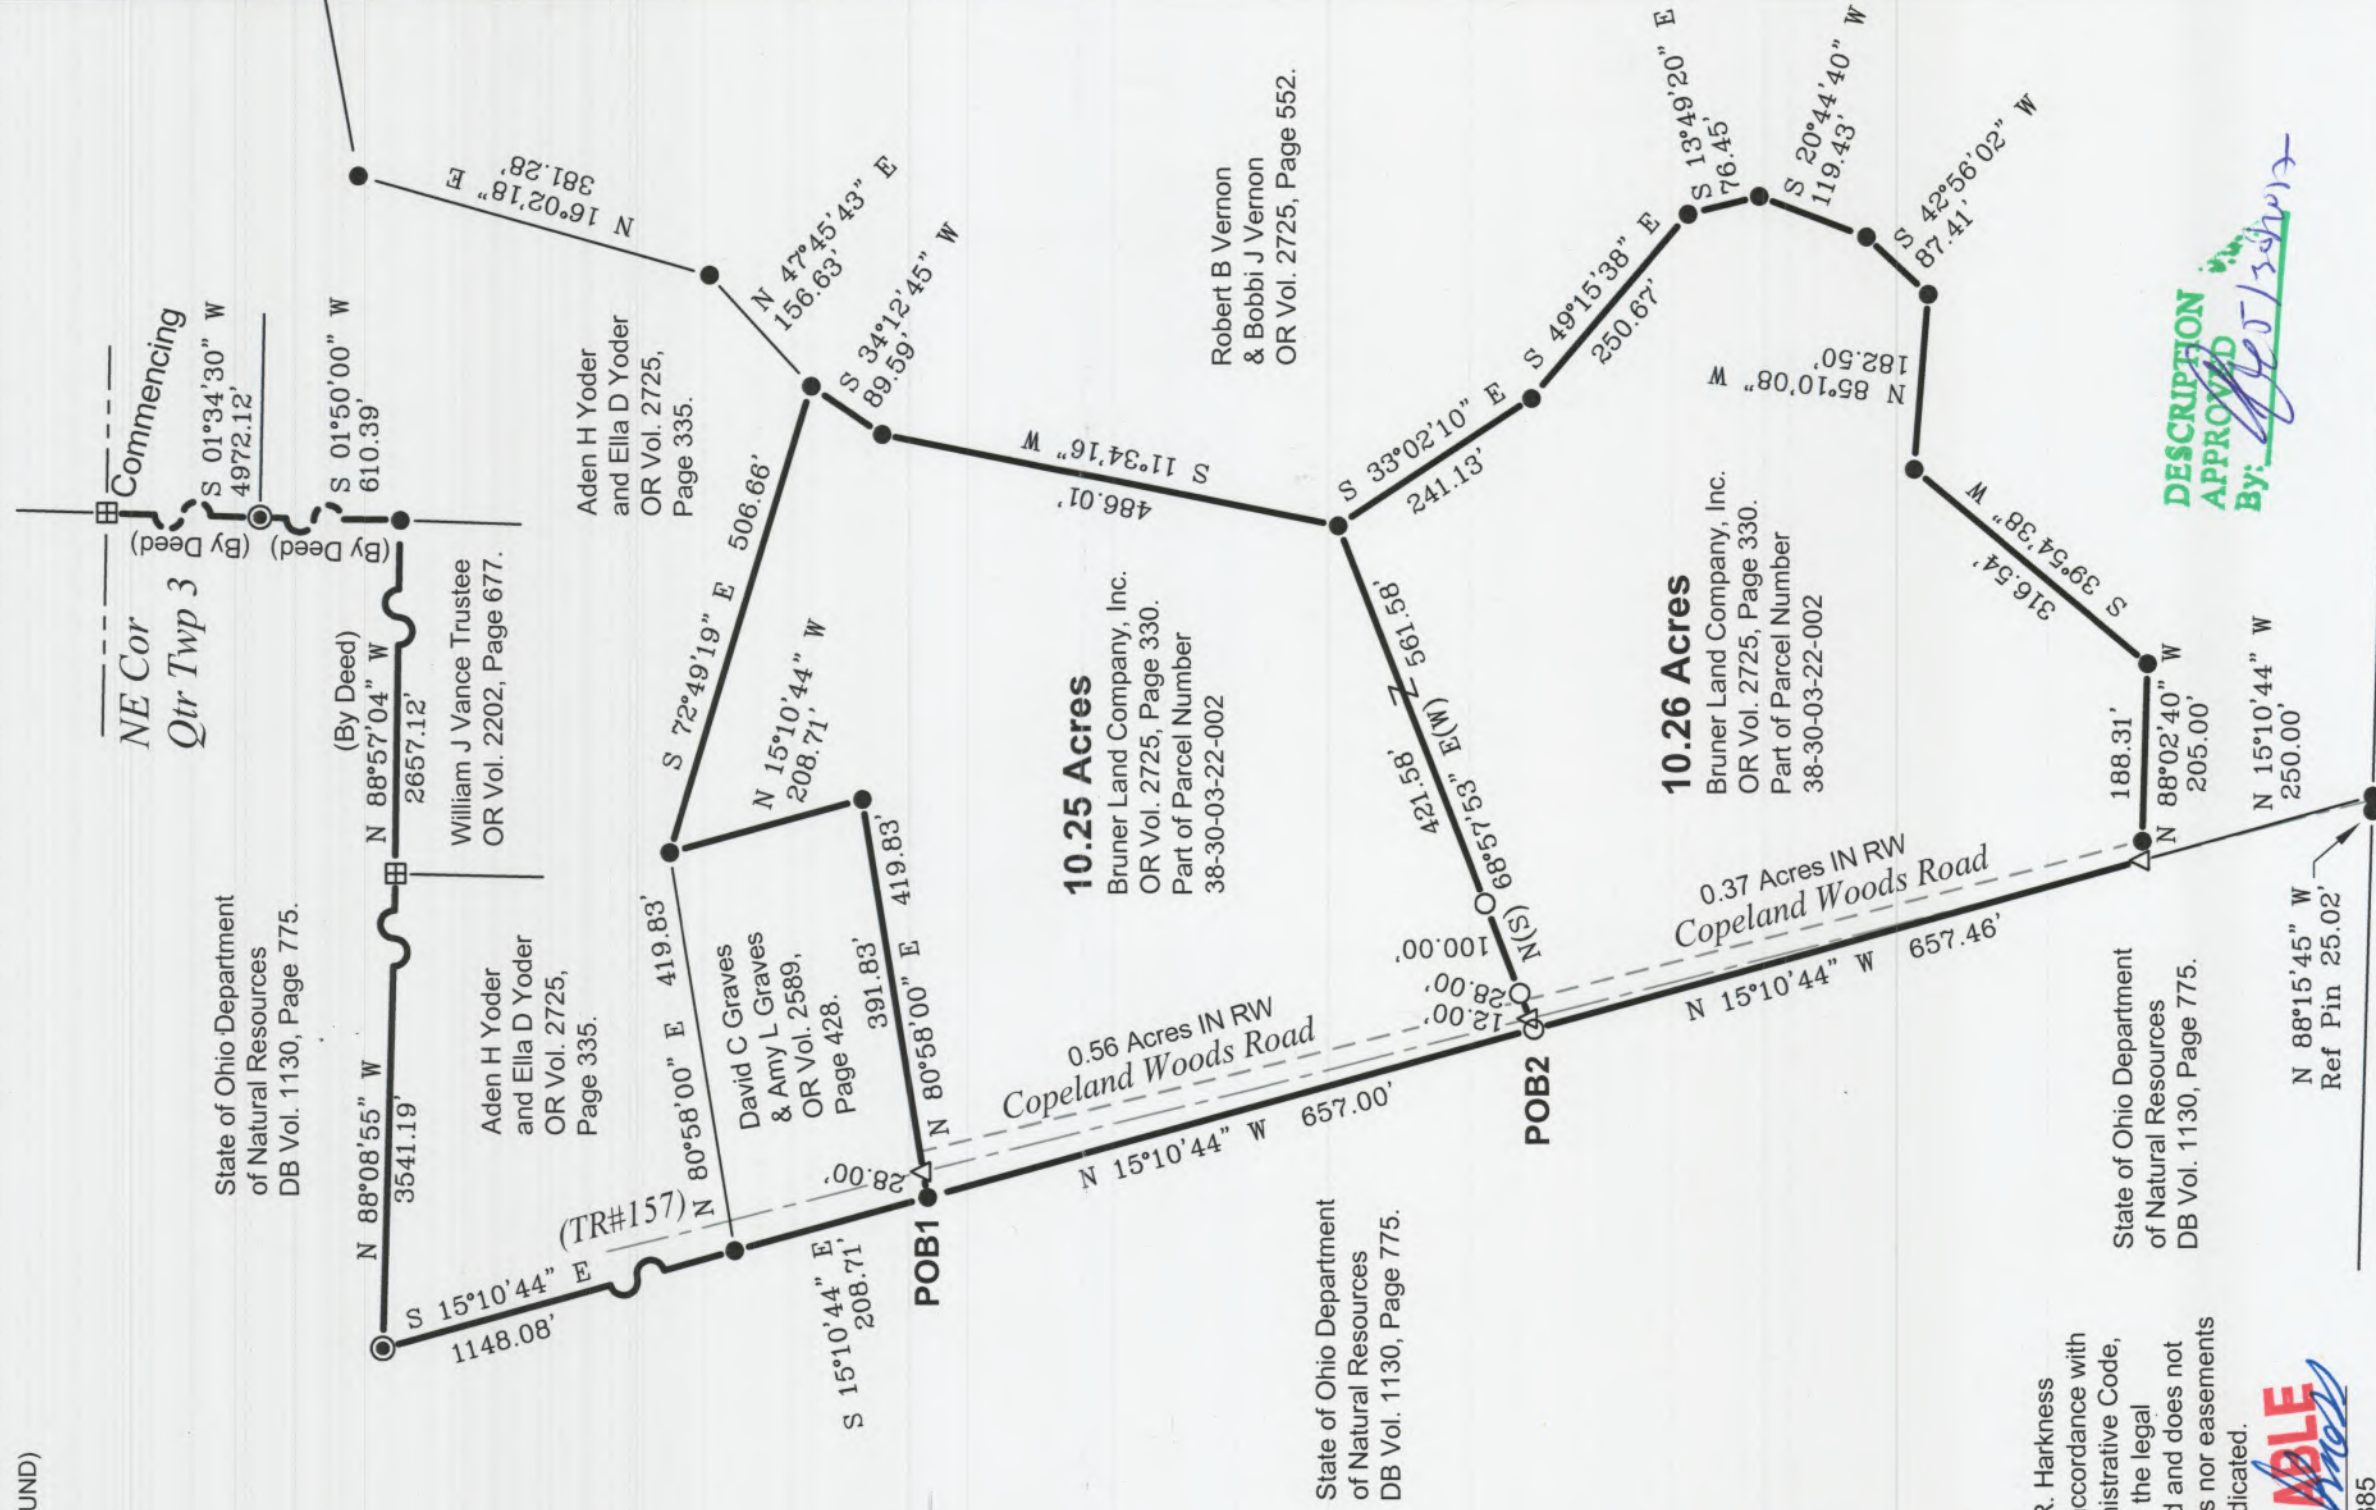 UND)
Commencing
NE Cor
Qtr Twp 3
S 01°34'30" W
4972.12'
(By Deed)
S 01°50'00" W
610.39'
(By Deed)
(By Deed)
N 88°57'04" W
2657.12'
William J Vance Trustee
OR Vol. 2202, Page 677.
State of Ohio Department
of Natural Resources
DB Vol. 1130, Page 775.
N 88°08'55" W
3541.19'
Aden H Yoder
and Ella D Yoder
OR Vol. 2725,
Page 335.
S 15°10'44" E
1148.08'
(TR#157)
N 16°02'18" E
381.28'
N 47°45'43" E
156.63'
Aden H Yoder
and Ella D Yoder
OR Vol. 2725,
Page 335.
S 34°12'45" W
89.59'
S 72°49'19" E 506.66'
N 15°10'44" W
208.71'
N 80°58'00" E 419.83'
David C Graves
& Amy L Graves
OR Vol. 2589,
Page 428.
391.83'
N 80°58'00" E 419.83'
28.00'
S 15°10'44" E
208.71'
POB1
S 11°34'16" W
486.01'
Robert B Vernon
& Bobbi J Vernon
OR Vol. 2725, Page 552.
10.25 Acres
Bruner Land Company, Inc.
OR Vol. 2725, Page 330.
Part of Parcel Number
38-30-03-22-002
0.56 Acres IN RW
Copeland Woods Road
N 15°10'44" W 657.00'
State of Ohio Department
of Natural Resources
DB Vol. 1130, Page 775.
S 33°02'10" E
241.13'
S 49°15'38" E
250.67'
S 13°49'20" E
76.45'
S 20°44'40" W
119.43'
S 42°56'02" W
87.41'
N 85°10'08" W
182.50'
421.58' Z 561.58'
N(S) 68°57'53" E(W)
100.00'
28.00'
12.00'
POB2
10.26 Acres
Bruner Land Company, Inc.
OR Vol. 2725, Page 330.
Part of Parcel Number
38-30-03-22-002
S 39°54'38" W
316.54'
0.37 Acres IN RW
Copeland Woods Road
N 15°10'44" W 657.46'
188.31'
N 88°02'40" W
205.00'
N 15°10'44" W
250.00'
State of Ohio Department
of Natural Resources
DB Vol. 1130, Page 775.
N 88°15'45" W
Ref Pin 25.02'
DESCRIPTION
APPROVED
By:
R. Harkness
ccordance with
nistrative Code,
the legal
d and does not
s nor easements
dicated.
ABLE
385